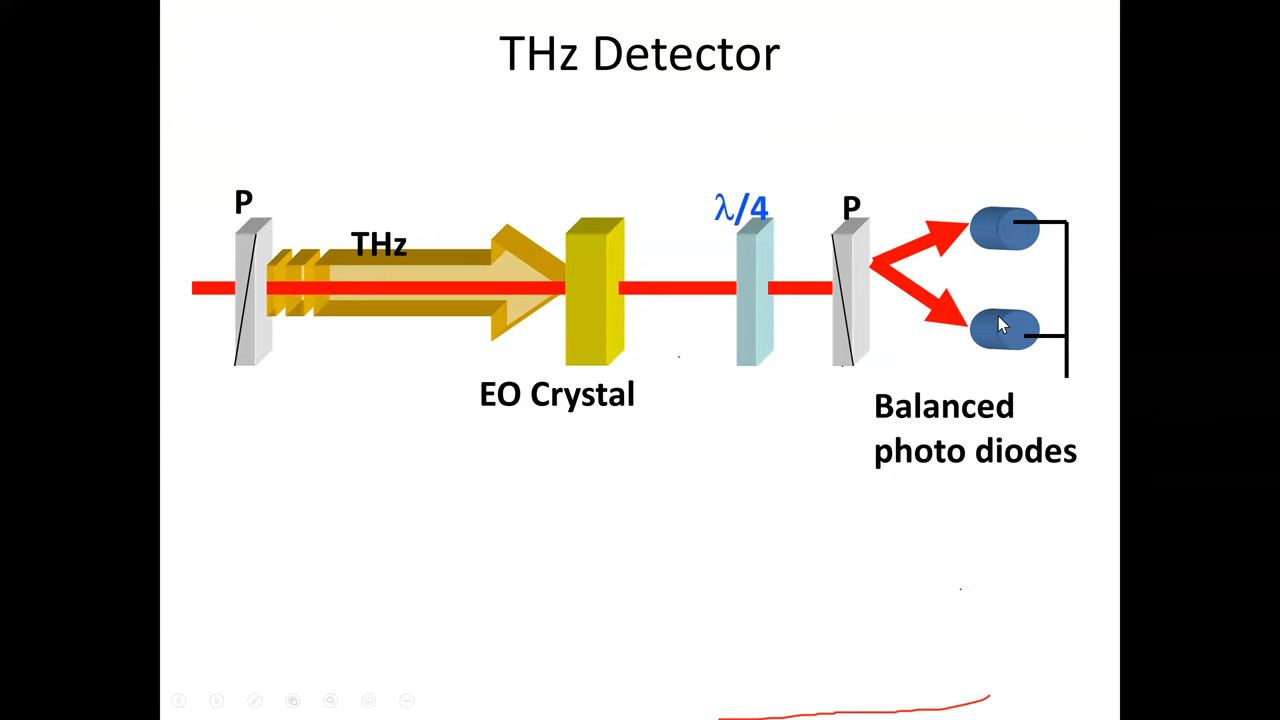 THz Detector
P
THz
λ/4
P
EO Crystal
Balanced
photo diodes